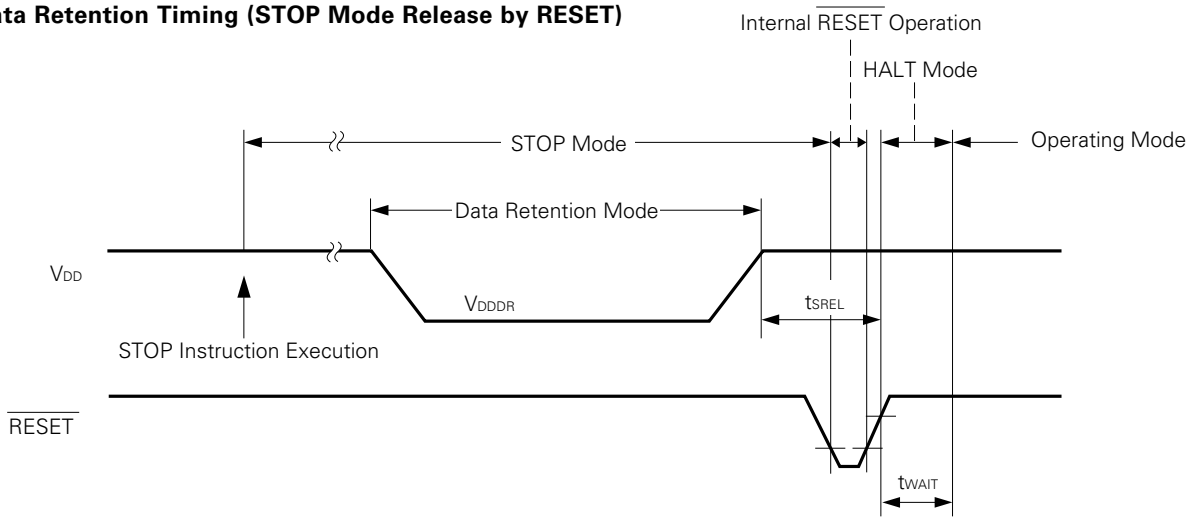 ata Retention Timing (STOP Mode Release by RESET)
Internal RESET Operation
HALT Mode
STOP Mode
Operating Mode
Data Retention Mode
VDD
VDDDR
tSREL
STOP Instruction Execution
RESET
tWAIT